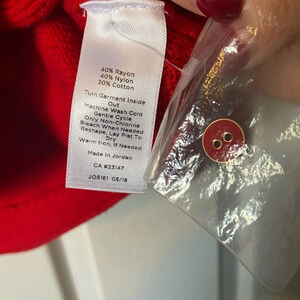 40% Rayon
40% Nylon
20% Cotton
Turn Garment Inside
Out
Machine Wash Cold
Gentle Cycle
Only Non-Chlorine
Bleach When Needed
Reshape, Lay Flat To
Dry
Warm Iron, If Needed
Made in Jordan
CA #23147
JO5161 05/18